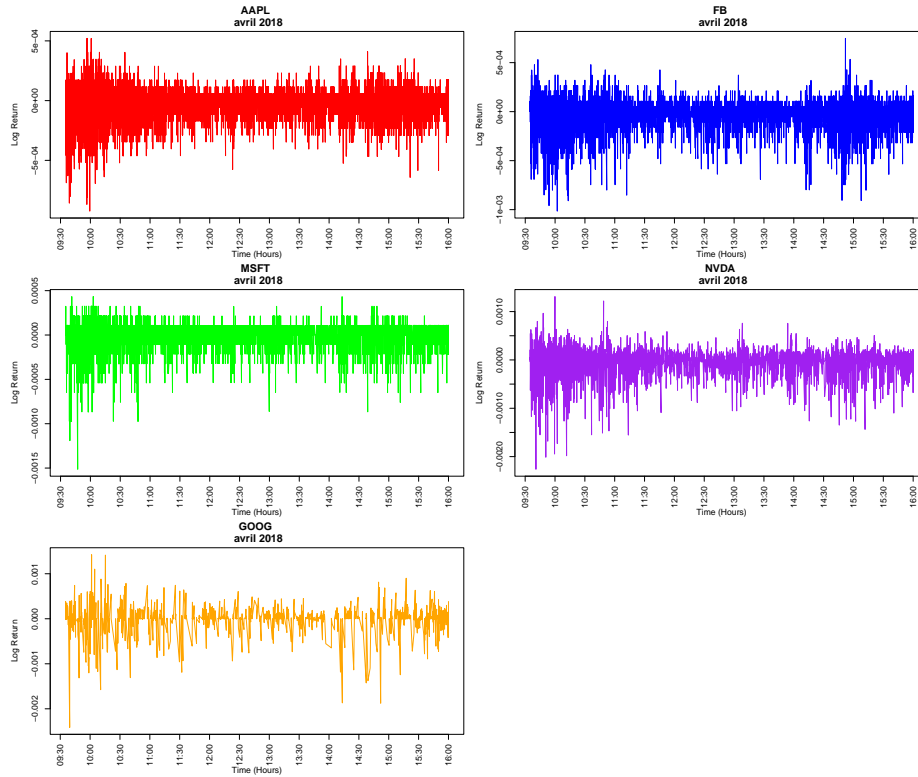 AAPL
avril 2018
Log Return
5e−04
0e+00
−5e−04
09:30 10:00 10:30 11:00 11:30 12:00 12:30 13:00 13:30 14:00 14:30 15:00 15:30 16:00
Time (Hours)
FB
avril 2018
Log Return
5e−04
0e+00
−5e−04
−1e−03
09:30 10:00 10:30 11:00 11:30 12:00 12:30 13:00 13:30 14:00 14:30 15:00 15:30 16:00
Time (Hours)
MSFT
avril 2018
Log Return
0.0005
0.0000
−0.0005
−0.0010
−0.0015
09:30 10:00 10:30 11:00 11:30 12:00 12:30 13:00 13:30 14:00 14:30 15:00 15:30 16:00
Time (Hours)
NVDA
avril 2018
Log Return
0.0010
0.0000
−0.0010
−0.0020
09:30 10:00 10:30 11:00 11:30 12:00 12:30 13:00 13:30 14:00 14:30 15:00 15:30 16:00
Time (Hours)
GOOG
avril 2018
Log Return
0.001
0.000
−0.001
−0.002
09:30 10:00 10:30 11:00 11:30 12:00 12:30 13:00 13:30 14:00 14:30 15:00 15:30 16:00
Time (Hours)